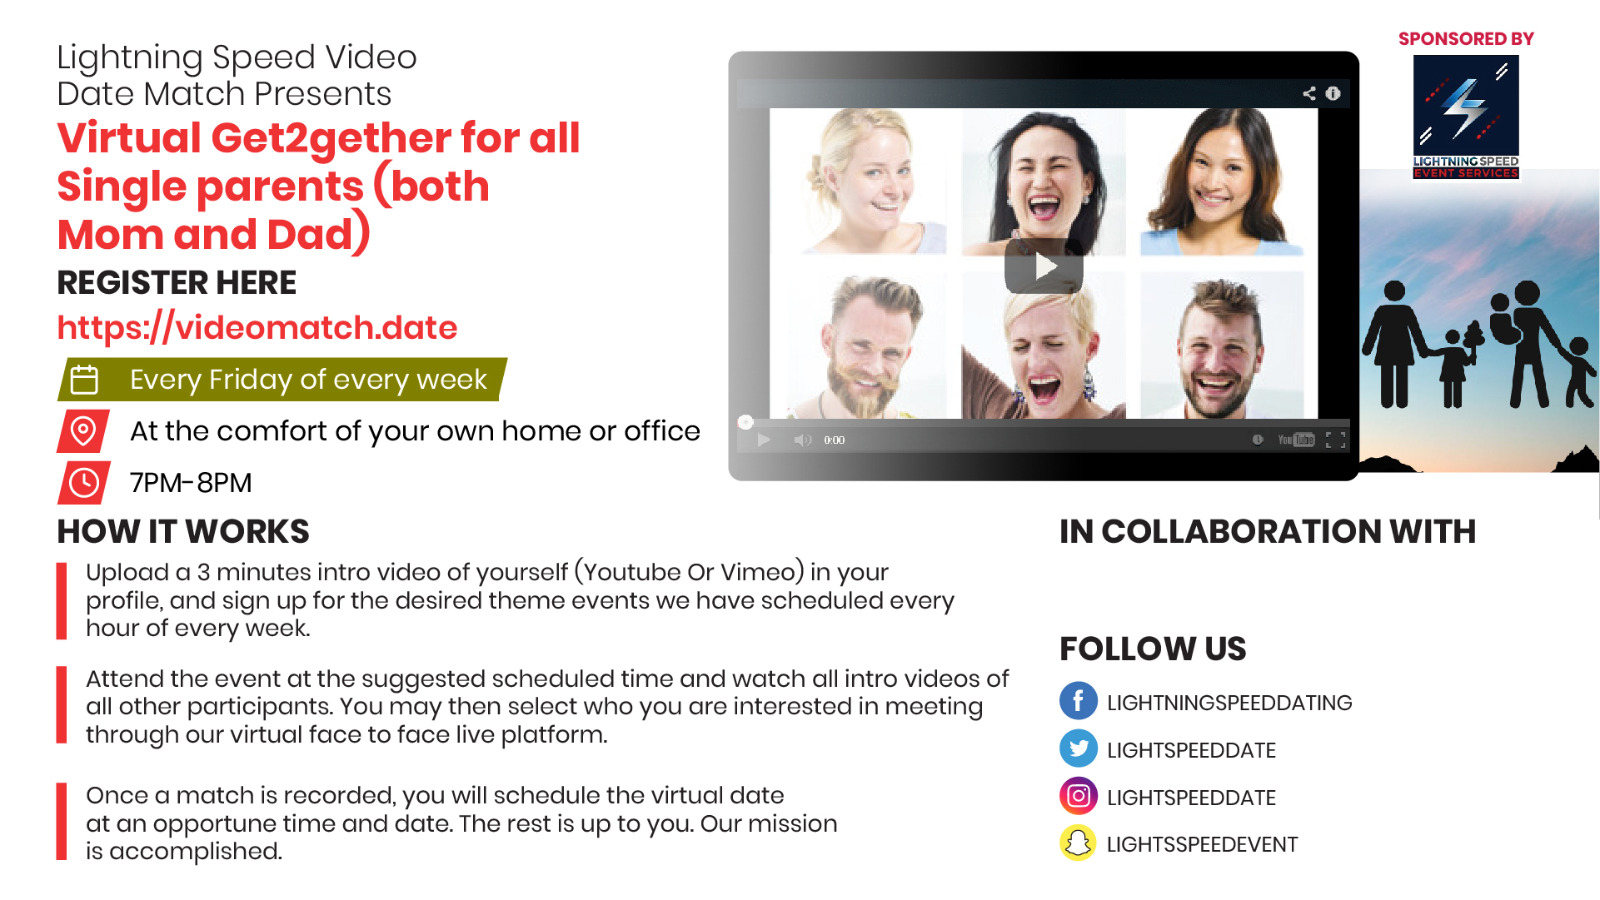 Lightning Speed Video
Date Match Presents
Virtual Get2gether for all
Single parents (both
Mom and Dad)
REGISTER HERE
https://videomatch.date
Every Friday of every week
At the comfort of your own home or office
7PM-8PM
SPONSORED BY
LIGHTNING SPEED
EVENT SERVICES
0:00
YouTube
HOW IT WORKS
Upload a 3 minutes intro video of yourself (Youtube Or Vimeo) in your
profile, and sign up for the desired theme events we have scheduled every
hour of every week.
Attend the event at the suggested scheduled time and watch all intro videos of
all other participants. You may then select who you are interested in meeting
through our virtual face to face live platform.
Once a match is recorded, you will schedule the virtual date
at an opportune time and date. The rest is up to you. Our mission
is accomplished.
IN COLLABORATION WITH
FOLLOW US
LIGHTNINGSPEEDDATING
LIGHTSPEEDDATE
LIGHTSPEEDDATE
LIGHTSSPEEDEVENT